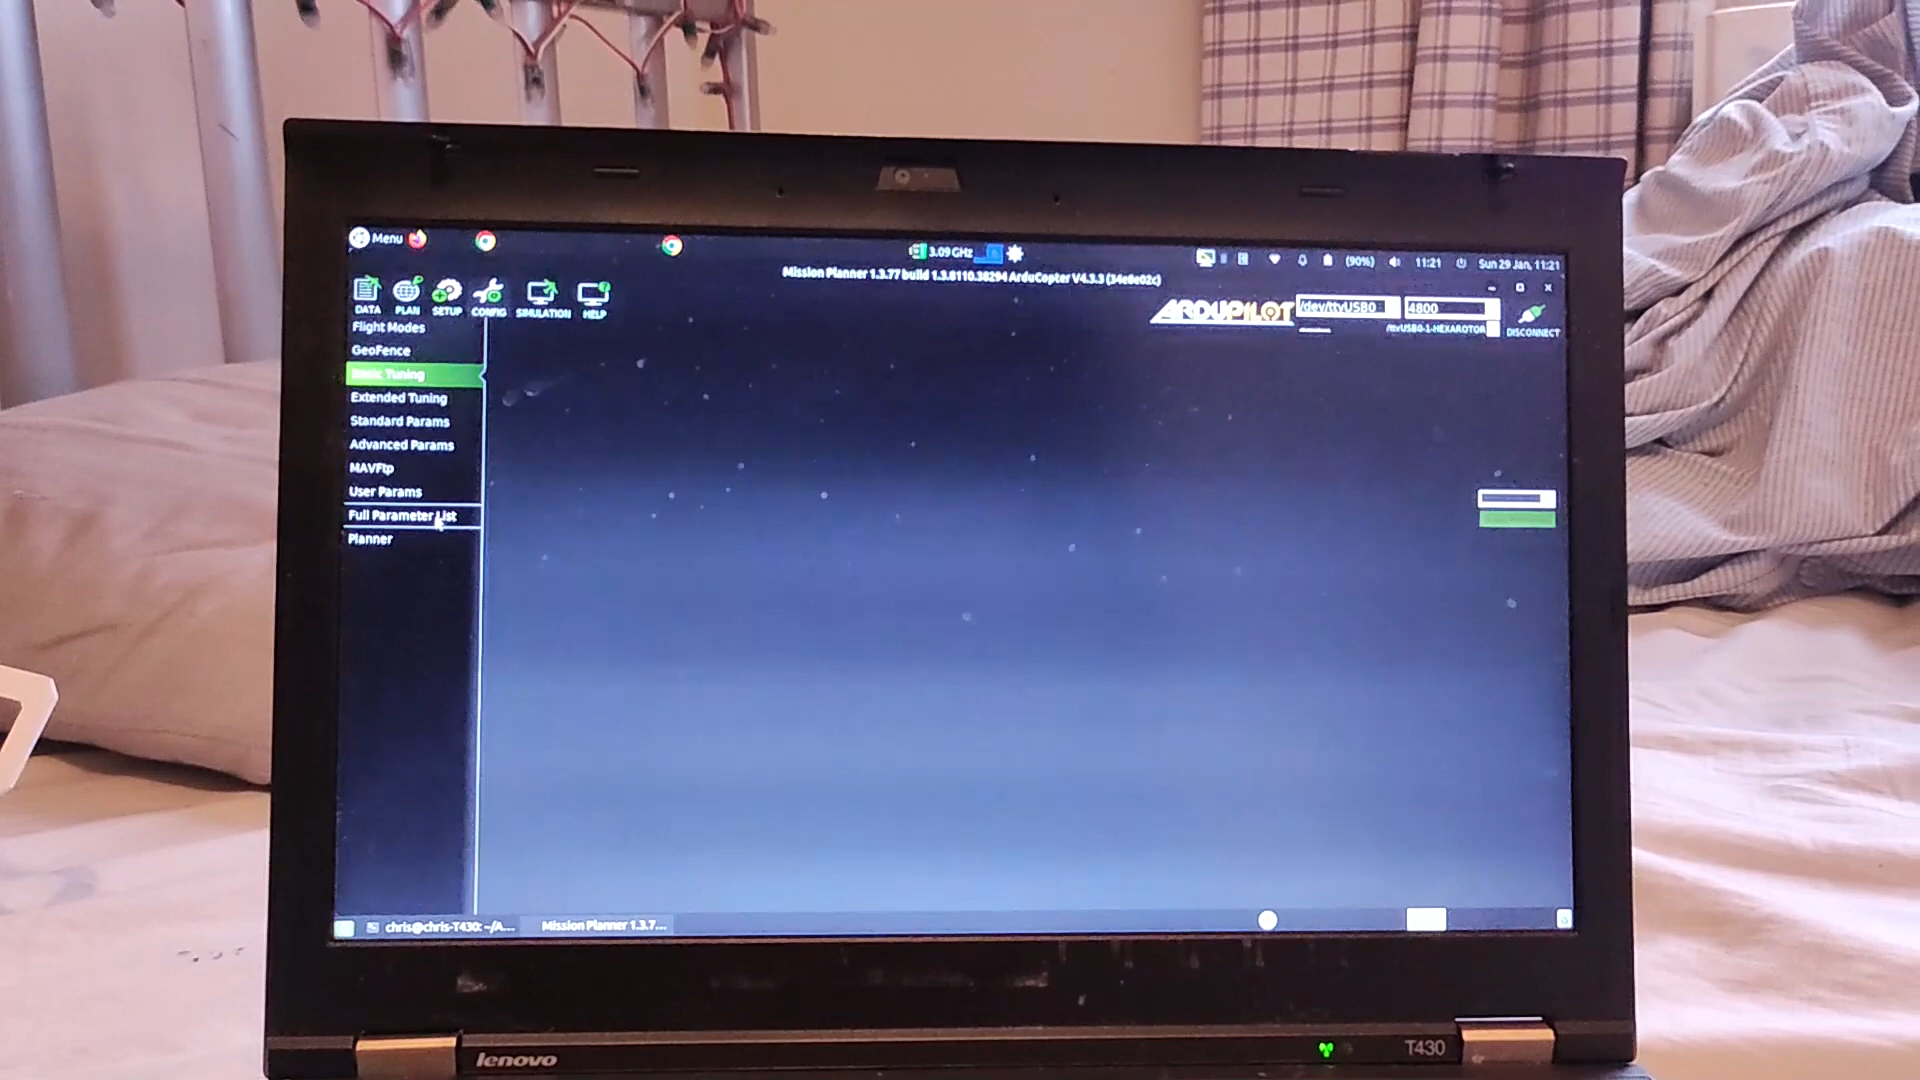 Menu
3.09 GHz
(90%)
11:21
Sun 29 Jan, 11:21
Mission Planner 1.3.77 build 1.3.8110.38294 ArduCopter V4.3.3 (34e8e02c)
DATA
PLAN
SETUP
CONFIG
SIMULATION
HELP
ARDUPILOT
/dev/ttyUSB0
4800
/ttyUSB0-1-HEXAROTOR
DISCONNECT
Flight Modes
GeoFence
Basic Tuning
Extended Tuning
Standard Params
Advanced Params
MAVFtp
User Params
Full Parameter List
Planner
chris@chris-T430: ~/A...
Mission Planner 1.3.7...
lenovo
T430